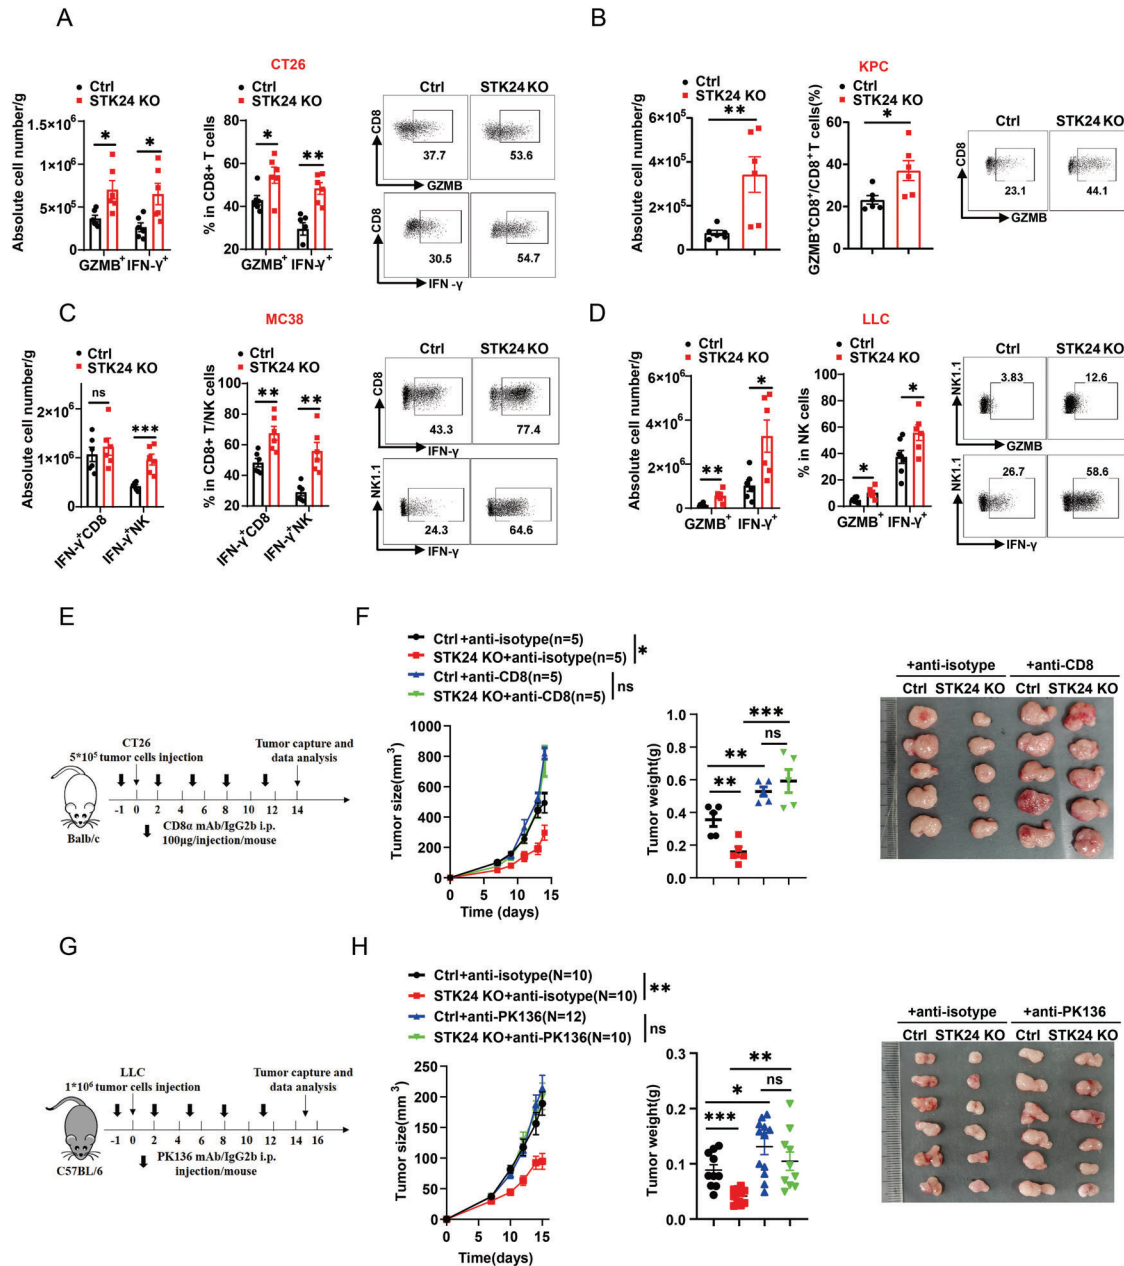 A
CT26
Ctrl
STK24 KO
Absolute cell number/g
1.5×10⁶
1×10⁶
5×10⁵
0
* *
GZMB⁺ IFN-γ⁺
Ctrl
STK24 KO
% in CD8+ T cells
80
60
40
20
* **
GZMB⁺ IFN-γ⁺
Ctrl STK24 KO
CD8
37.7 53.6
GZMB
CD8
30.5 54.7
IFN-γ
B
KPC
Ctrl
STK24 KO
Absolute cell number/g
6×10⁵
4×10⁵
2×10⁵
0
**
Ctrl
STK24 KO
GZMB⁺CD8⁺/CD8⁺T cells(%)
80
60
40
20
0
*
Ctrl STK24 KO
CD8
23.1 44.1
GZMB
C
MC38
Ctrl
STK24 KO
Absolute cell number/g
2×10⁶
1×10⁶
0
ns ***
IFN-γ⁺CD8
IFN-γ⁺NK
Ctrl
STK24 KO
% in CD8+ T/NK cells
100
80
60
40
20
** **
IFN-γ⁺CD8
IFN-γ⁺NK
Ctrl STK24 KO
CD8
43.3 77.4
IFN-γ
NK1.1
24.3 64.6
IFN-γ
D
LLC
Ctrl
STK24 KO
Absolute cell number/g
6×10⁶
4×10⁶
2×10⁶
0
** *
GZMB⁺ IFN-γ⁺
Ctrl
STK24 KO
% in NK cells
100
80
60
40
20
0
* *
GZMB⁺ IFN-γ⁺
Ctrl STK24 KO
NK1.1
3.83 12.6
GZMB
NK1.1
26.7 58.6
IFN-γ
E
CT26
5*10⁵ tumor cells injection
Tumor capture and
data analysis
-1 0 2 4 6 8 10 12 14
Balb/c
CD8α mAb/IgG2b i.p.
100μg/injection/mouse
F
Ctrl+anti-isotype(n=5)
STK24 KO+anti-isotype(n=5)
*
Ctrl+anti-CD8(n=5)
STK24 KO+anti-CD8(n=5)
ns
Tumor size(mm³)
1000
800
600
400
200
0
0 5 10 15
Time (days)
Tumor weight(g)
1.0
0.8
0.6
0.4
0.2
0.0
***
** ns
**
+anti-isotype +anti-CD8
Ctrl STK24 KO Ctrl STK24 KO
G
LLC
1*10⁶ tumor cells injection
Tumor capture and
data analysis
-1 0 2 4 6 8 10 12 14 16
C57BL/6
PK136 mAb/IgG2b i.p.
injection/mouse
H
Ctrl+anti-isotype(N=10)
STK24 KO+anti-isotype(N=10)
**
Ctrl+anti-PK136(N=12)
STK24 KO+anti-PK136(N=10)
ns
Tumor size(mm³)
250
200
150
100
50
0
0 5 10 15
Time(days)
Tumor weight(g)
0.3
0.2
0.1
0.0
**
* ns
***
+anti-isotype +anti-PK136
Ctrl STK24 KO Ctrl STK24 KO